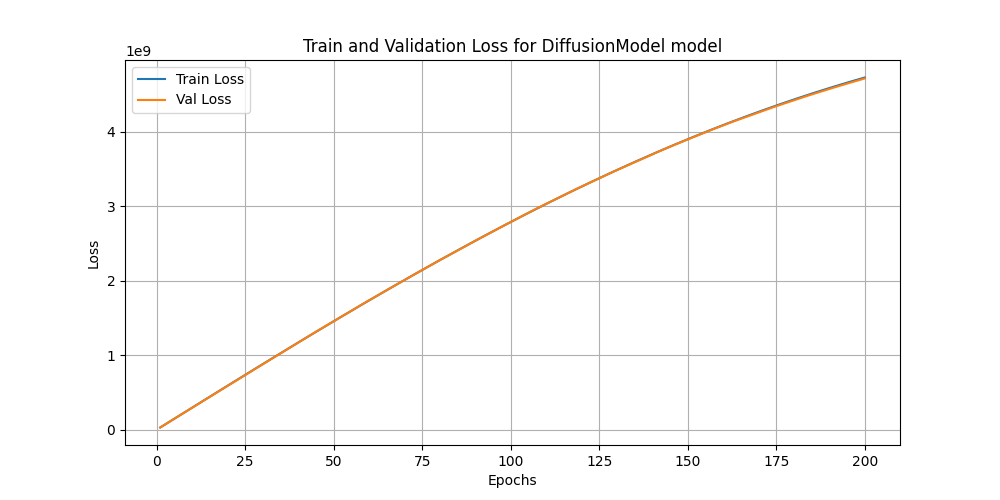 Train and Validation Loss for DiffusionModel model
1e9
Train Loss
Val Loss
4
3
2
1
0
Loss
0 25 50 75 100 125 150 175 200
Epochs